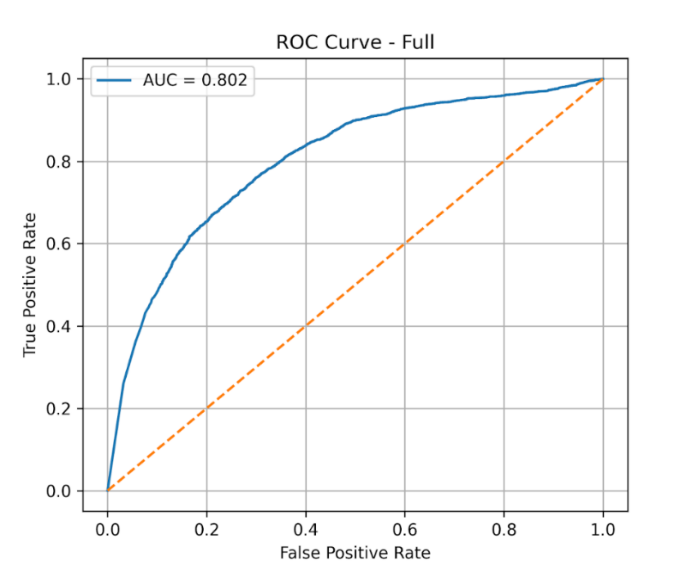 ROC Curve - Full
AUC = 0.802
True Positive Rate
1.0
0.8
0.6
0.4
0.2
0.0
0.0 0.2 0.4 0.6 0.8 1.0
False Positive Rate